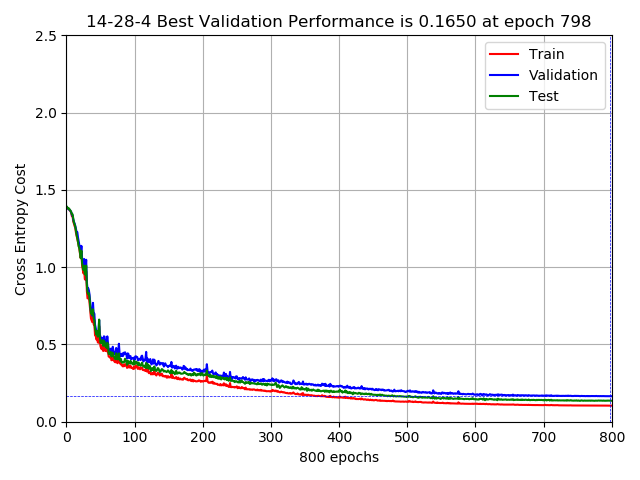 14-28-4 Best Validation Performance is 0.1650 at epoch 798
2.5
2.0
1.5
1.0
0.5
0.0
Cross Entropy Cost
Train
Validation
Test
0 100 200 300 400 500 600 700 800
800 epochs